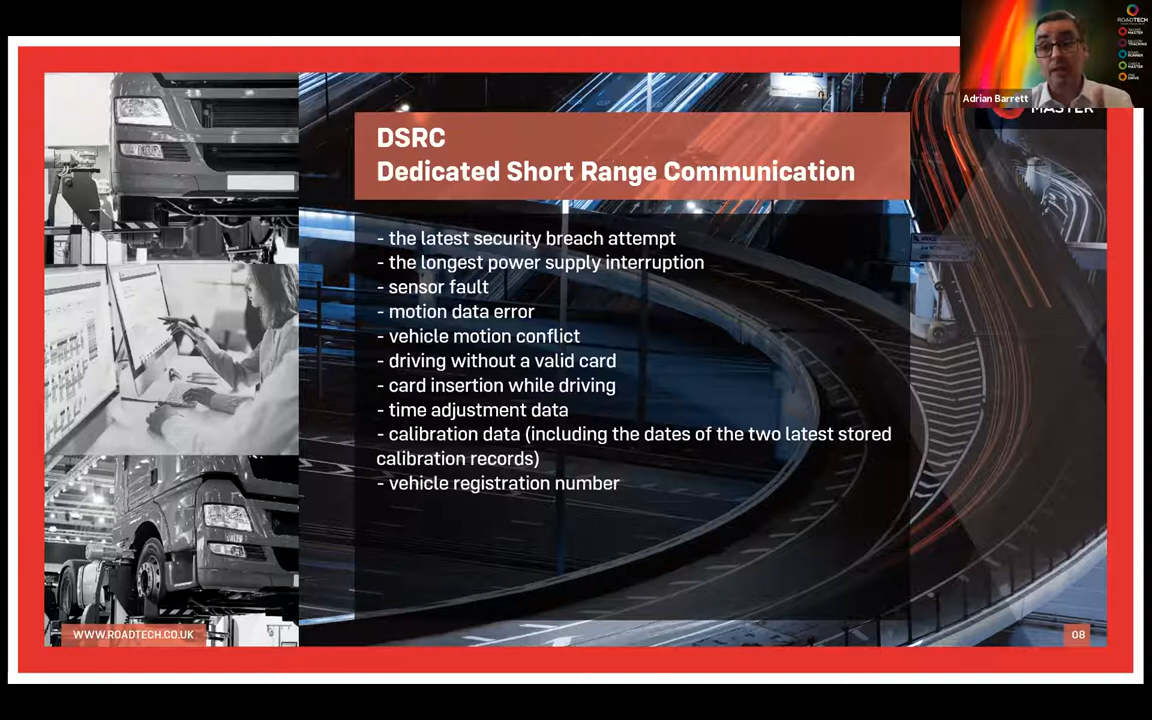 ROADTECH
Adrian Barrett
MASTER
DSRC
Dedicated Short Range Communication
- the latest security breach attempt
- the longest power supply interruption
- sensor fault
- motion data error
- vehicle motion conflict
- driving without a valid card
- card insertion while driving
- time adjustment data
- calibration data (including the dates of the two latest stored
calibration records)
- vehicle registration number
WWW.ROADTECH.CO.UK
08